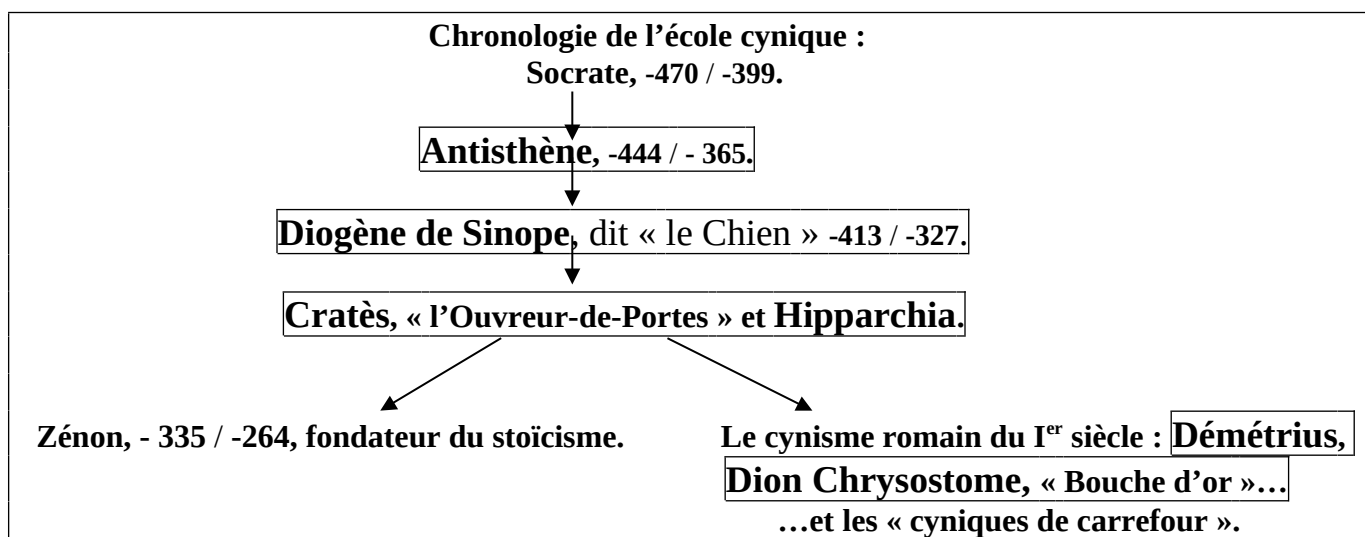 Chronologie de l’école cynique :
Socrate, -470 / -399.
Antisthène, -444 / - 365.
Diogène de Sinope, dit « le Chien » -413 / -327.
Cratès, « l’Ouvreur-de-Portes » et Hipparchia.
Zénon, - 335 / -264, fondateur du stoïcisme.
Le cynisme romain du Ier siècle : Démétrius,
Dion Chrysostome, « Bouche d’or »…
…et les « cyniques de carrefour ».